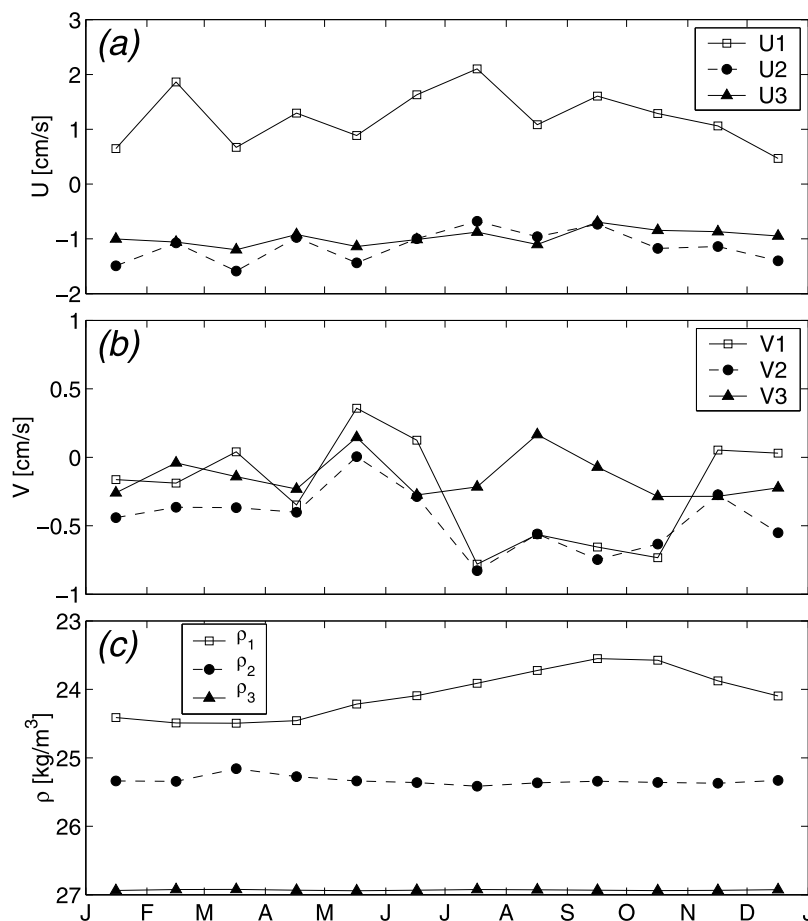 (a)
3
2
1
0
−1
−2
U [cm/s]
U1
U2
U3
(b)
1
0.5
0
−0.5
−1
V [cm/s]
V1
V2
V3
(c)
23
24
25
26
27
ρ [kg/m³]
ρ₁
ρ₂
ρ₃
J F M A M J J A S O N D J